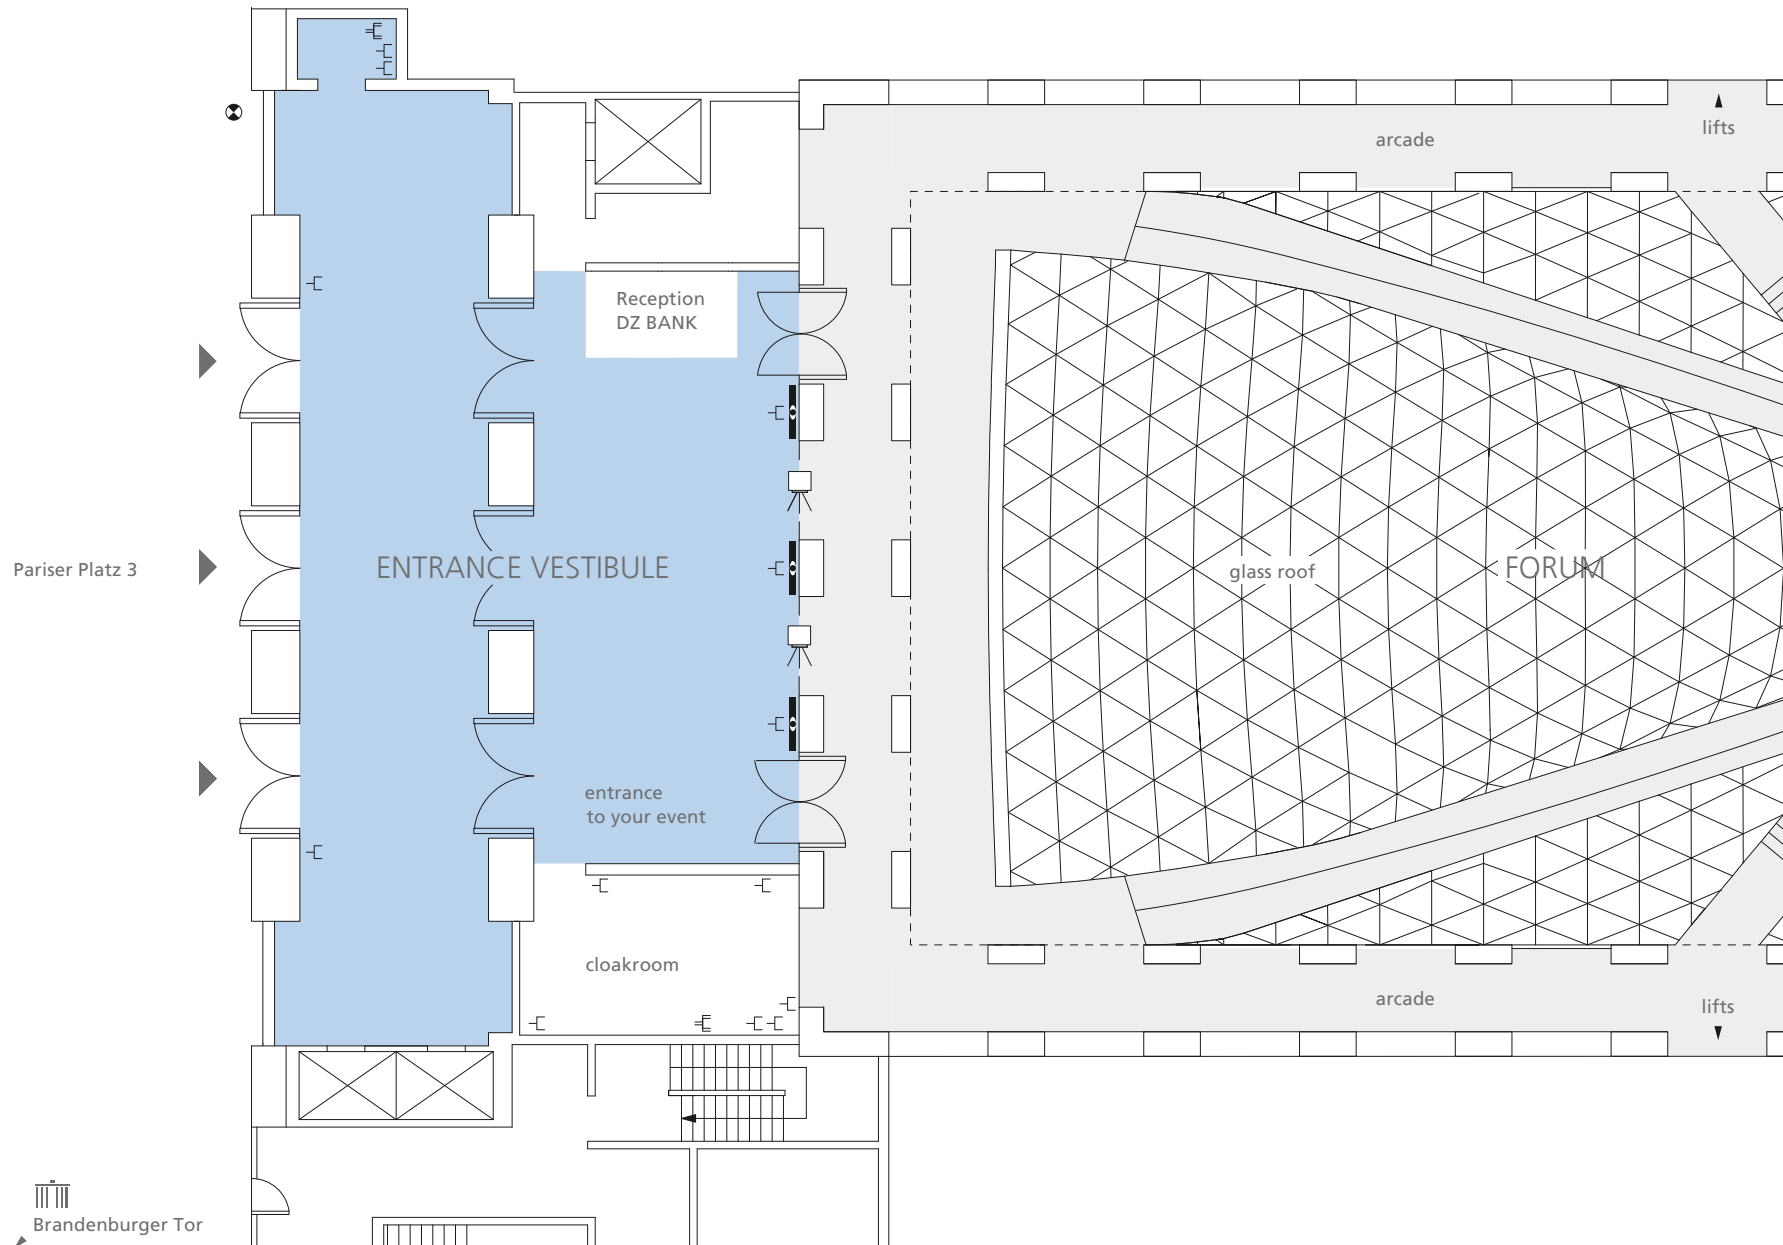 arcade
lifts
Reception
DZ BANK
Pariser Platz 3
ENTRANCE VESTIBULE
glass roof
FORUM
entrance
to your event
cloakroom
arcade
lifts
Brandenburger Tor